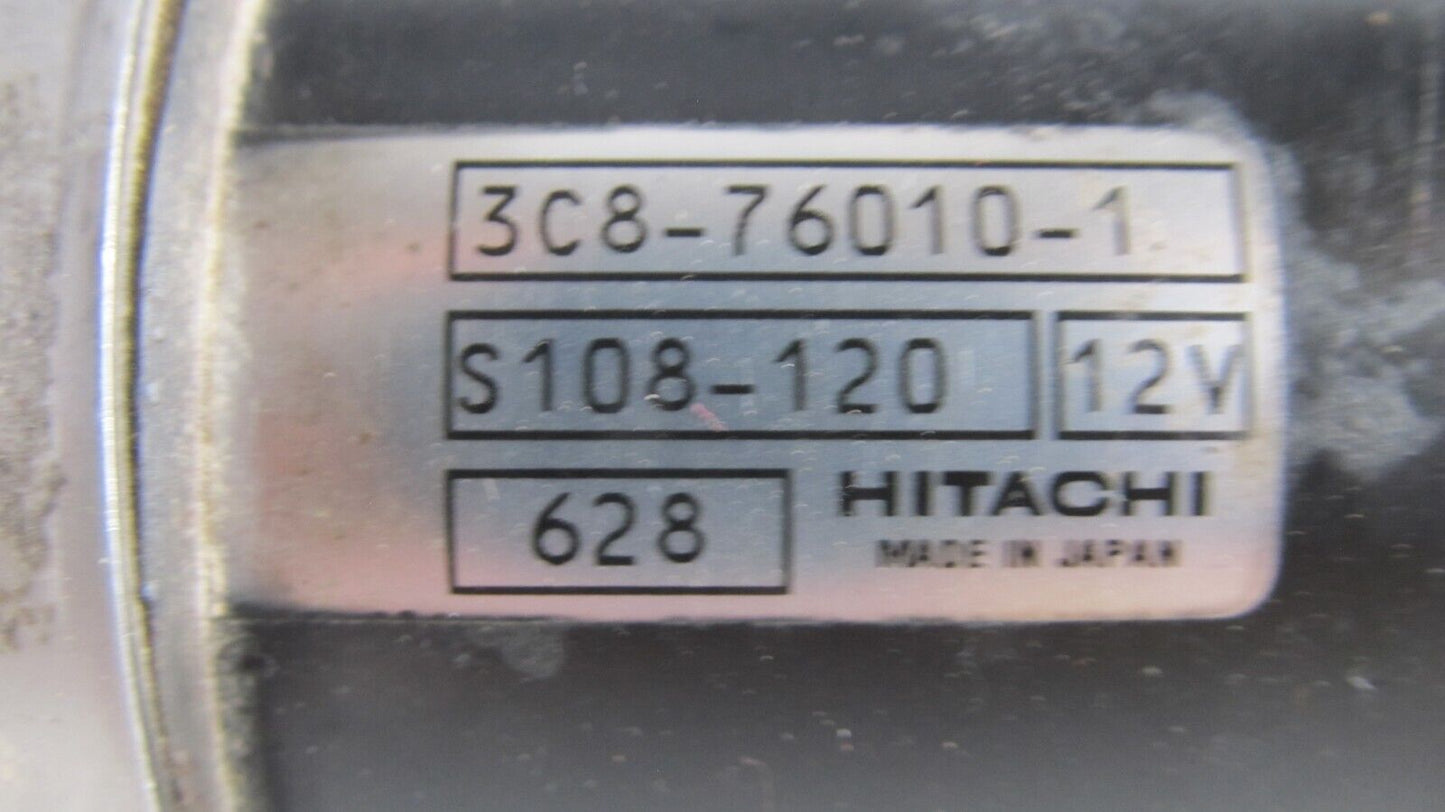 3C8-76010-1
S108-120 12V
628 HITACHI
MADE IN JAPAN